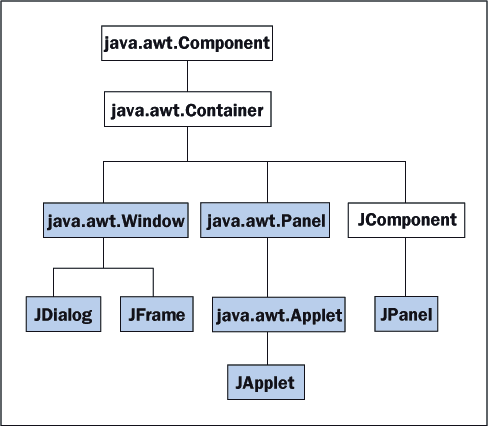 java.awt.Component
java.awt.Container
java.awt.Window
java.awt.Panel
JComponent
JDialog
JFrame
java.awt.Applet
JPanel
JApplet